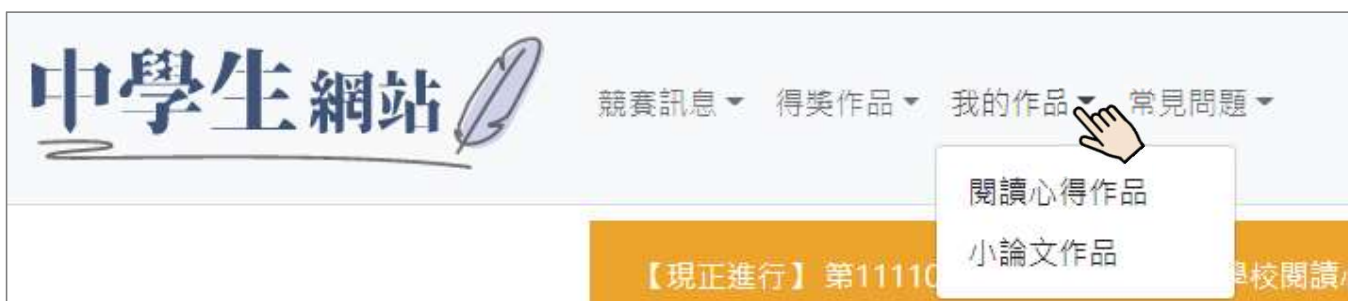 中學生網站
競賽訊息 得獎作品 我的作品 常見問題
閱讀心得作品
小論文作品
【現正進行】第11110 學校閱讀心